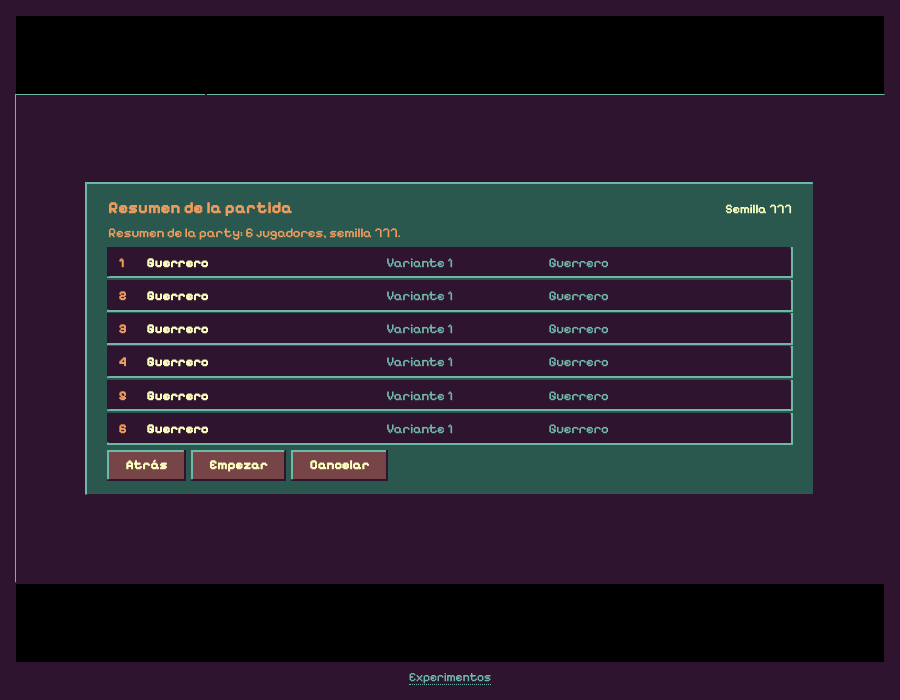 Resumen de la partida
Semilla 777
Resumen de la party: 6 jugadores, semilla 777.
1 Guerrero Variante 1 Guerrero
2 Guerrero Variante 1 Guerrero
3 Guerrero Variante 1 Guerrero
4 Guerrero Variante 1 Guerrero
5 Guerrero Variante 1 Guerrero
6 Guerrero Variante 1 Guerrero
Atrás Empezar Cancelar
Experimentos